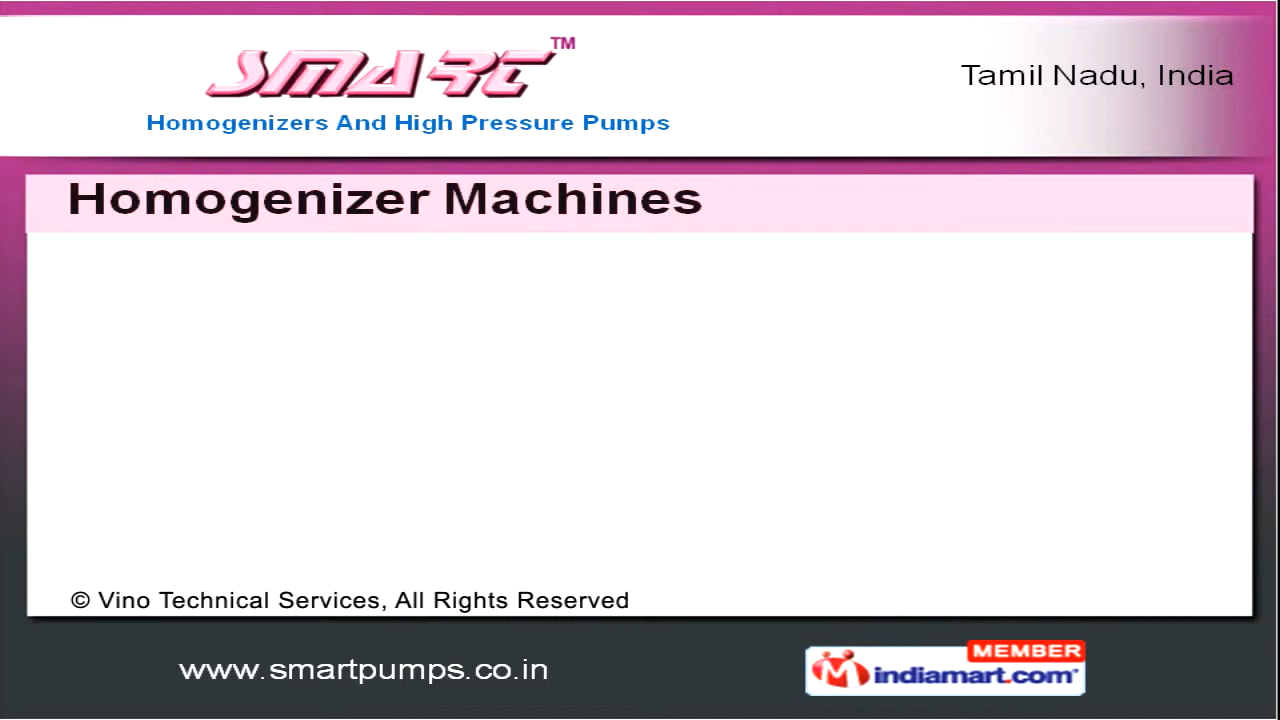 SMART™
Homogenizers And High Pressure Pumps
Tamil Nadu, India
Homogenizer Machines
© Vino Technical Services, All Rights Reserved
www.smartpumps.co.in
MEMBER
indiamart.com